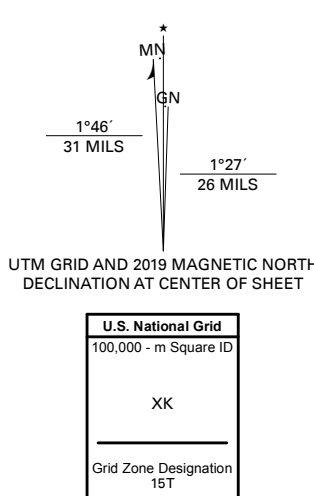 ★
MN
GN
1°46´
31 MILS
1°27´
26 MILS
UTM GRID AND 2019 MAGNETIC NORTH
DECLINATION AT CENTER OF SHEET
U.S. National Grid
100,000 - m Square ID
XK
Grid Zone Designation
15T